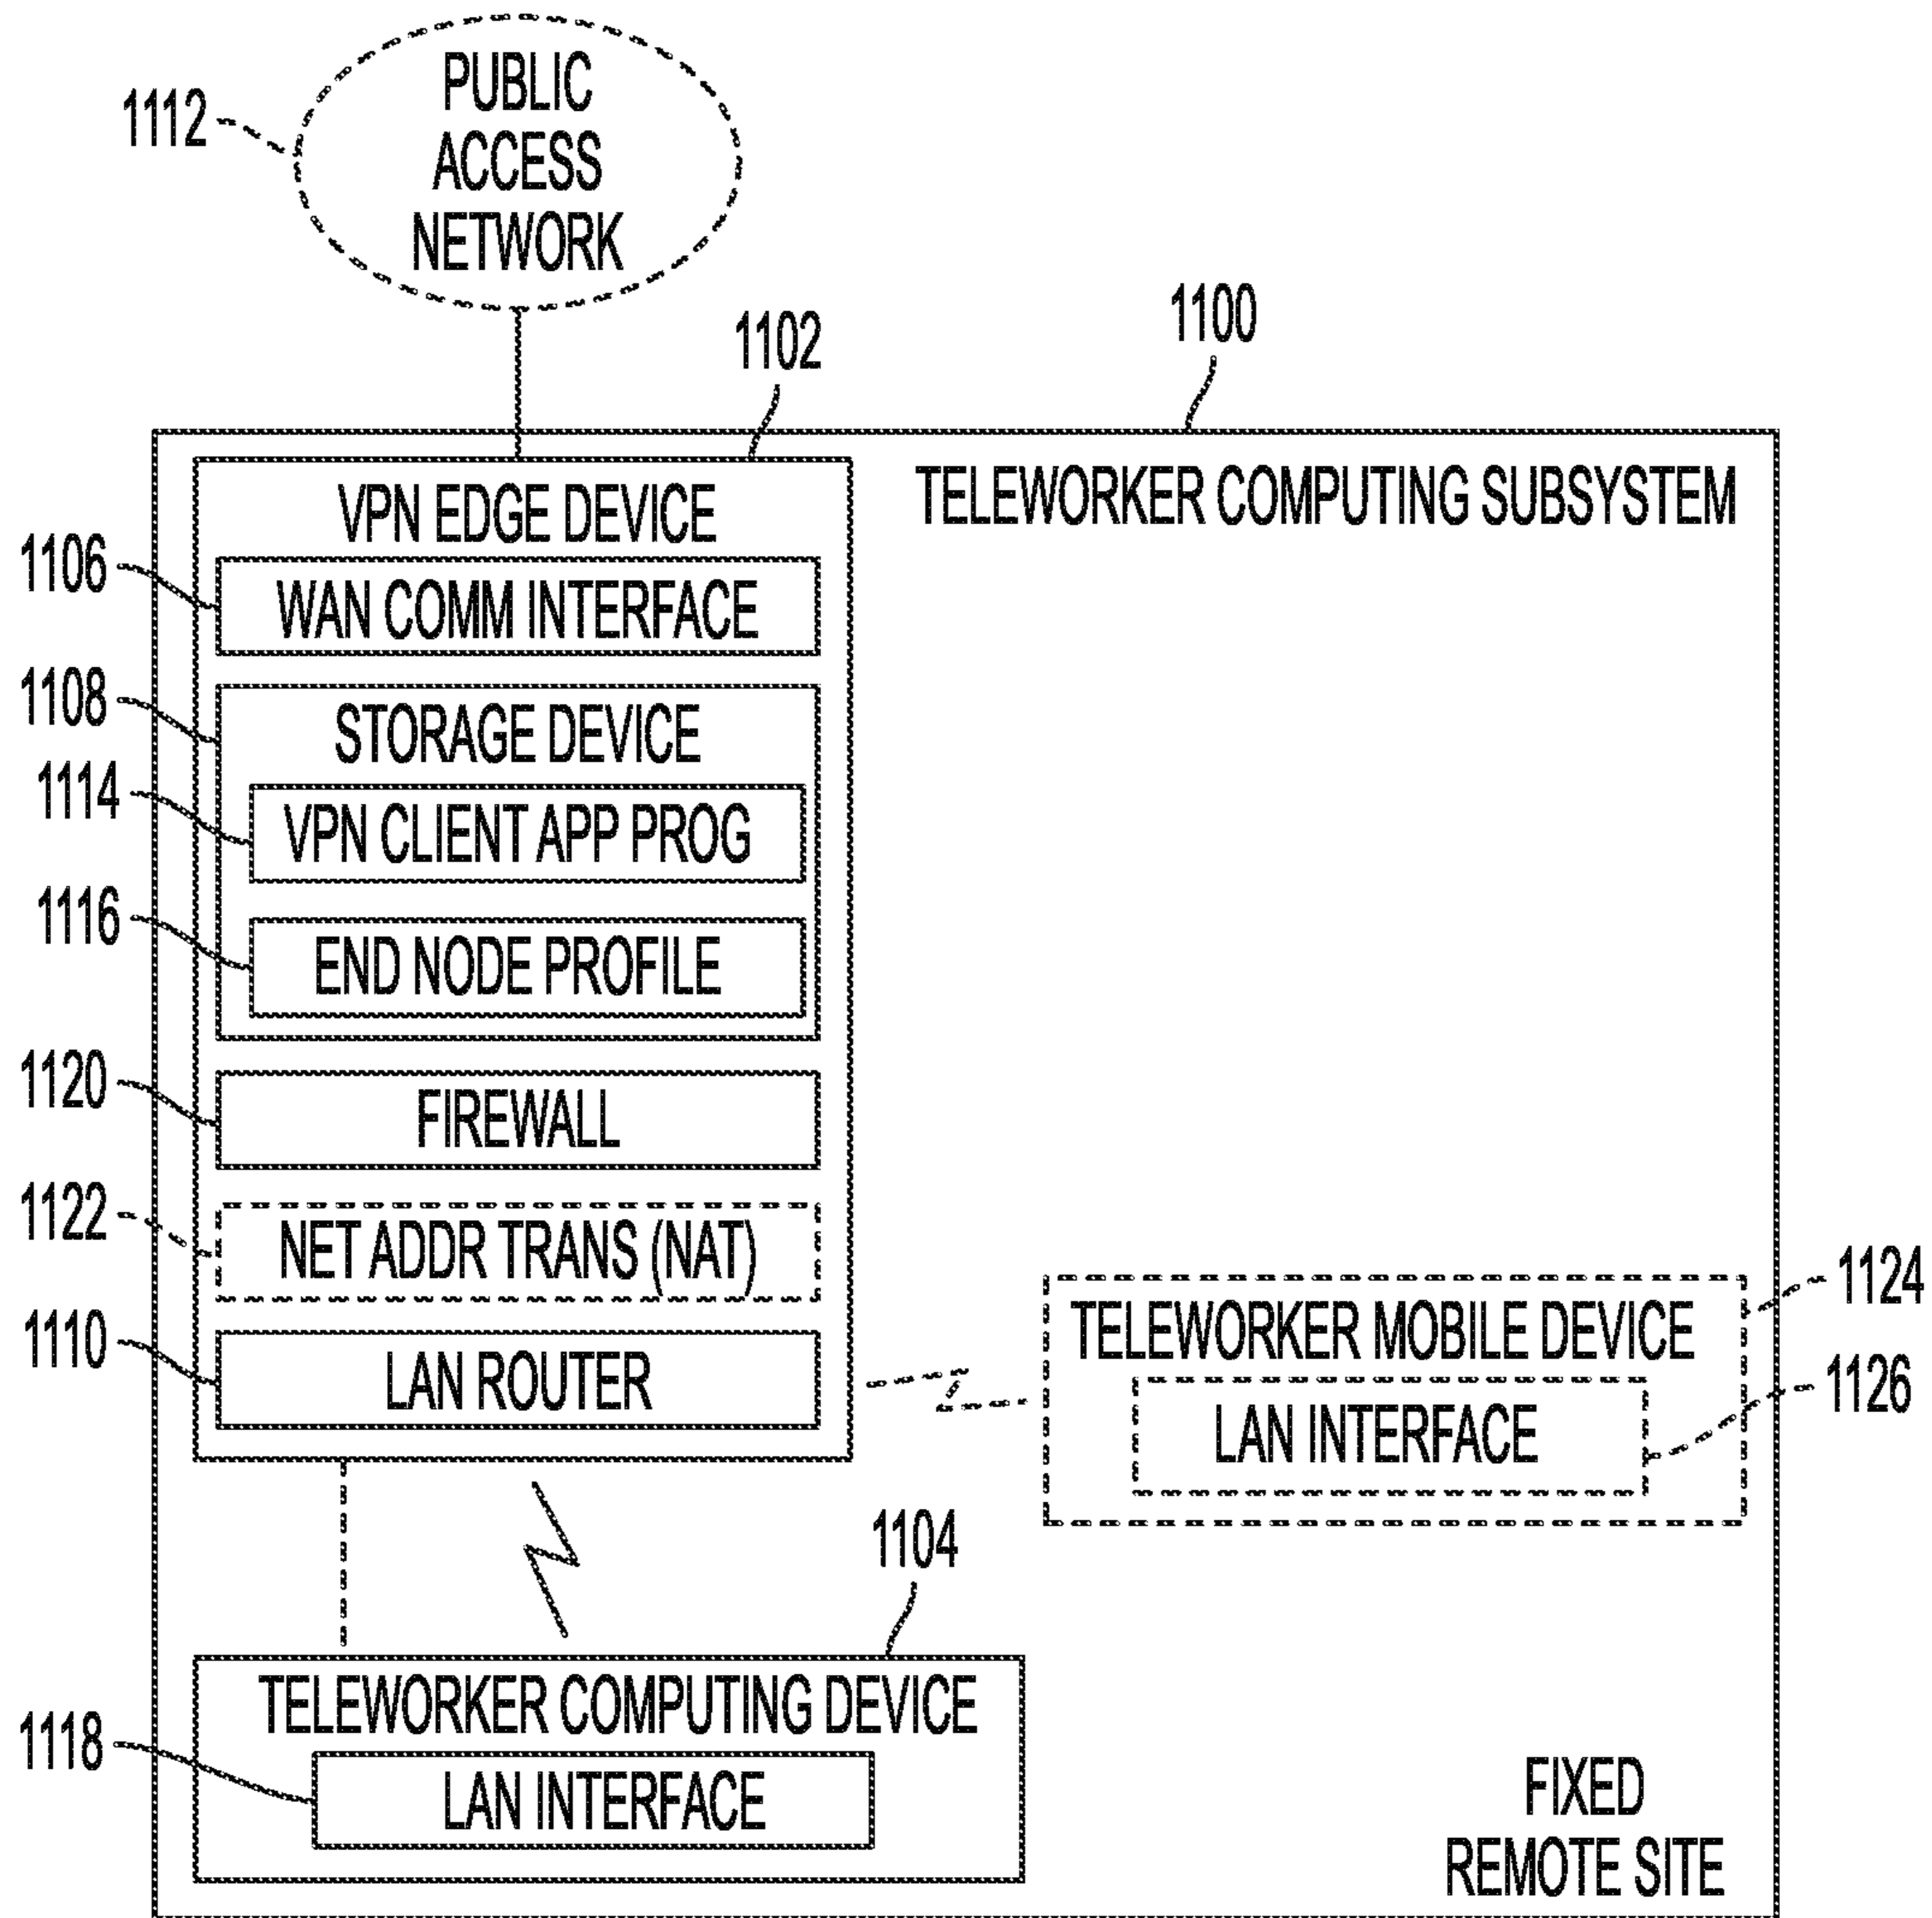 PUBLIC
ACCESS
NETWORK
1112
1102
1100
VPN EDGE DEVICE
TELEWORKER COMPUTING SUBSYSTEM
1106
WAN COMM INTERFACE
1108
STORAGE DEVICE
1114
VPN CLIENT APP PROG
1116
END NODE PROFILE
1120
FIREWALL
1122
NET ADDR TRANS (NAT)
1110
LAN ROUTER
1124
TELEWORKER MOBILE DEVICE
1126
LAN INTERFACE
1104
TELEWORKER COMPUTING DEVICE
1118
LAN INTERFACE
FIXED
REMOTE SITE